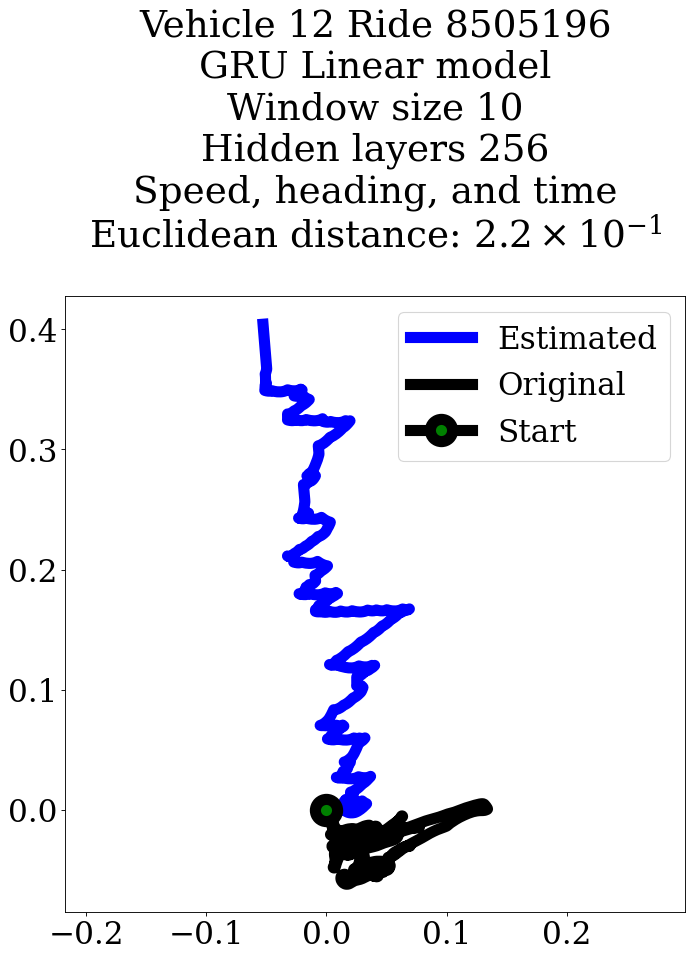 Vehicle 12 Ride 8505196
GRU Linear model
Window size 10
Hidden layers 256
Speed, heading, and time
Euclidean distance: 2.2 × 10⁻¹
Estimated
Original
Start
0.4
0.3
0.2
0.1
0.0
−0.2
−0.1
0.0
0.1
0.2